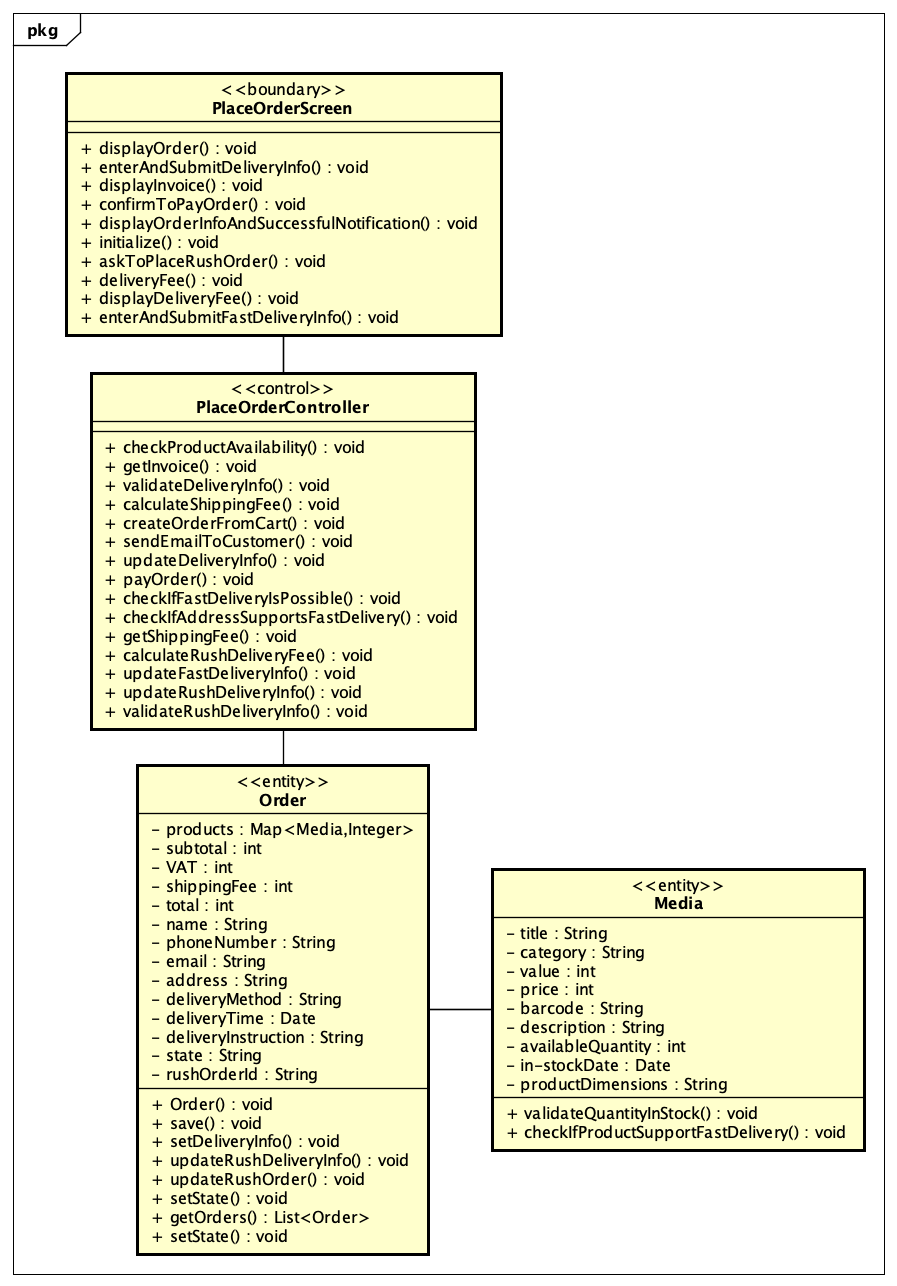 pkg
<<boundary>>
PlaceOrderScreen
+ displayOrder() : void
+ enterAndSubmitDeliveryInfo() : void
+ displayInvoice() : void
+ confirmToPayOrder() : void
+ displayOrderInfoAndSuccessfulNotification() : void
+ initialize() : void
+ askToPlaceRushOrder() : void
+ deliveryFee() : void
+ displayDeliveryFee() : void
+ enterAndSubmitFastDeliveryInfo() : void
<<control>>
PlaceOrderController
+ checkProductAvailability() : void
+ getInvoice() : void
+ validateDeliveryInfo() : void
+ calculateShippingFee() : void
+ createOrderFromCart() : void
+ sendEmailToCustomer() : void
+ updateDeliveryInfo() : void
+ payOrder() : void
+ checkIfFastDeliveryIsPossible() : void
+ checkIfAddressSupportsFastDelivery() : void
+ getShippingFee() : void
+ calculateRushDeliveryFee() : void
+ updateFastDeliveryInfo() : void
+ updateRushDeliveryInfo() : void
+ validateRushDeliveryInfo() : void
<<entity>>
Order
- products : Map<Media,Integer>
- subtotal : int
- VAT : int
- shippingFee : int
- total : int
- name : String
- phoneNumber : String
- email : String
- address : String
- deliveryMethod : String
- deliveryTime : Date
- deliveryInstruction : String
- state : String
- rushOrderId : String
+ Order() : void
+ save() : void
+ setDeliveryInfo() : void
+ updateRushDeliveryInfo() : void
+ updateRushOrder() : void
+ setState() : void
+ getOrders() : List<Order>
+ setState() : void
<<entity>>
Media
- title : String
- category : String
- value : int
- price : int
- barcode : String
- description : String
- availableQuantity : int
- in-stockDate : Date
- productDimensions : String
+ validateQuantityInStock() : void
+ checkIfProductSupportFastDelivery() : void